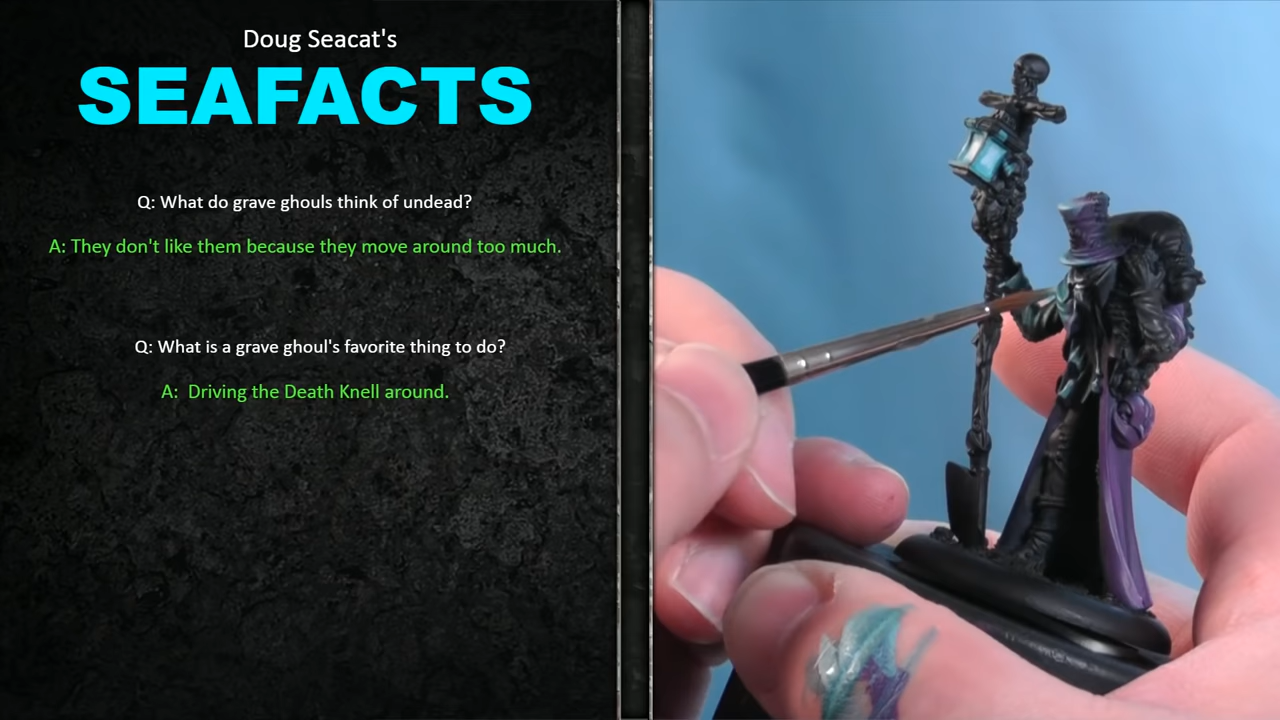 Doug Seacat's
SEAFACTS
Q: What do grave ghouls think of undead?
A: They don't like them because they move around too much.
Q: What is a grave ghoul's favorite thing to do?
A:  Driving the Death Knell around.